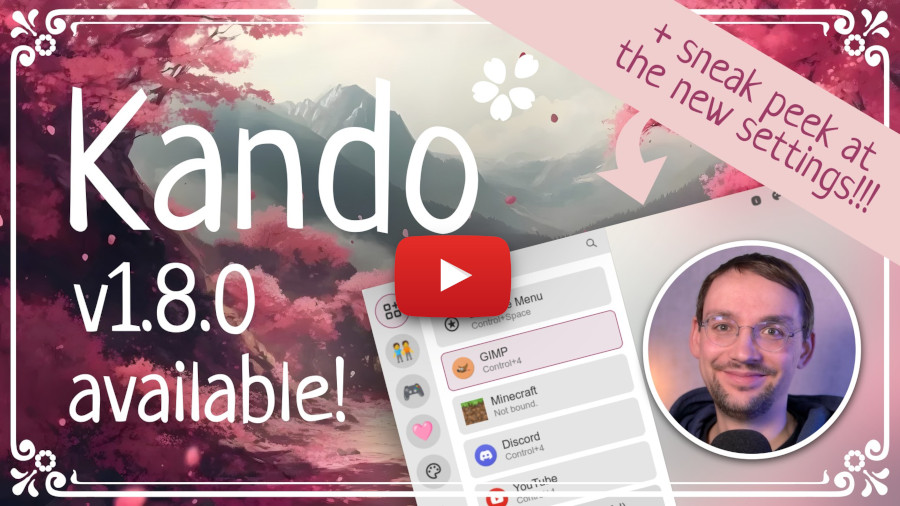 + sneak peek at
the new settings!!!
Kando
v1.8.0
available!
Menu
Control+Space
GIMP
Control+4
Minecraft
Not bound.
Discord
Control+4
YouTube